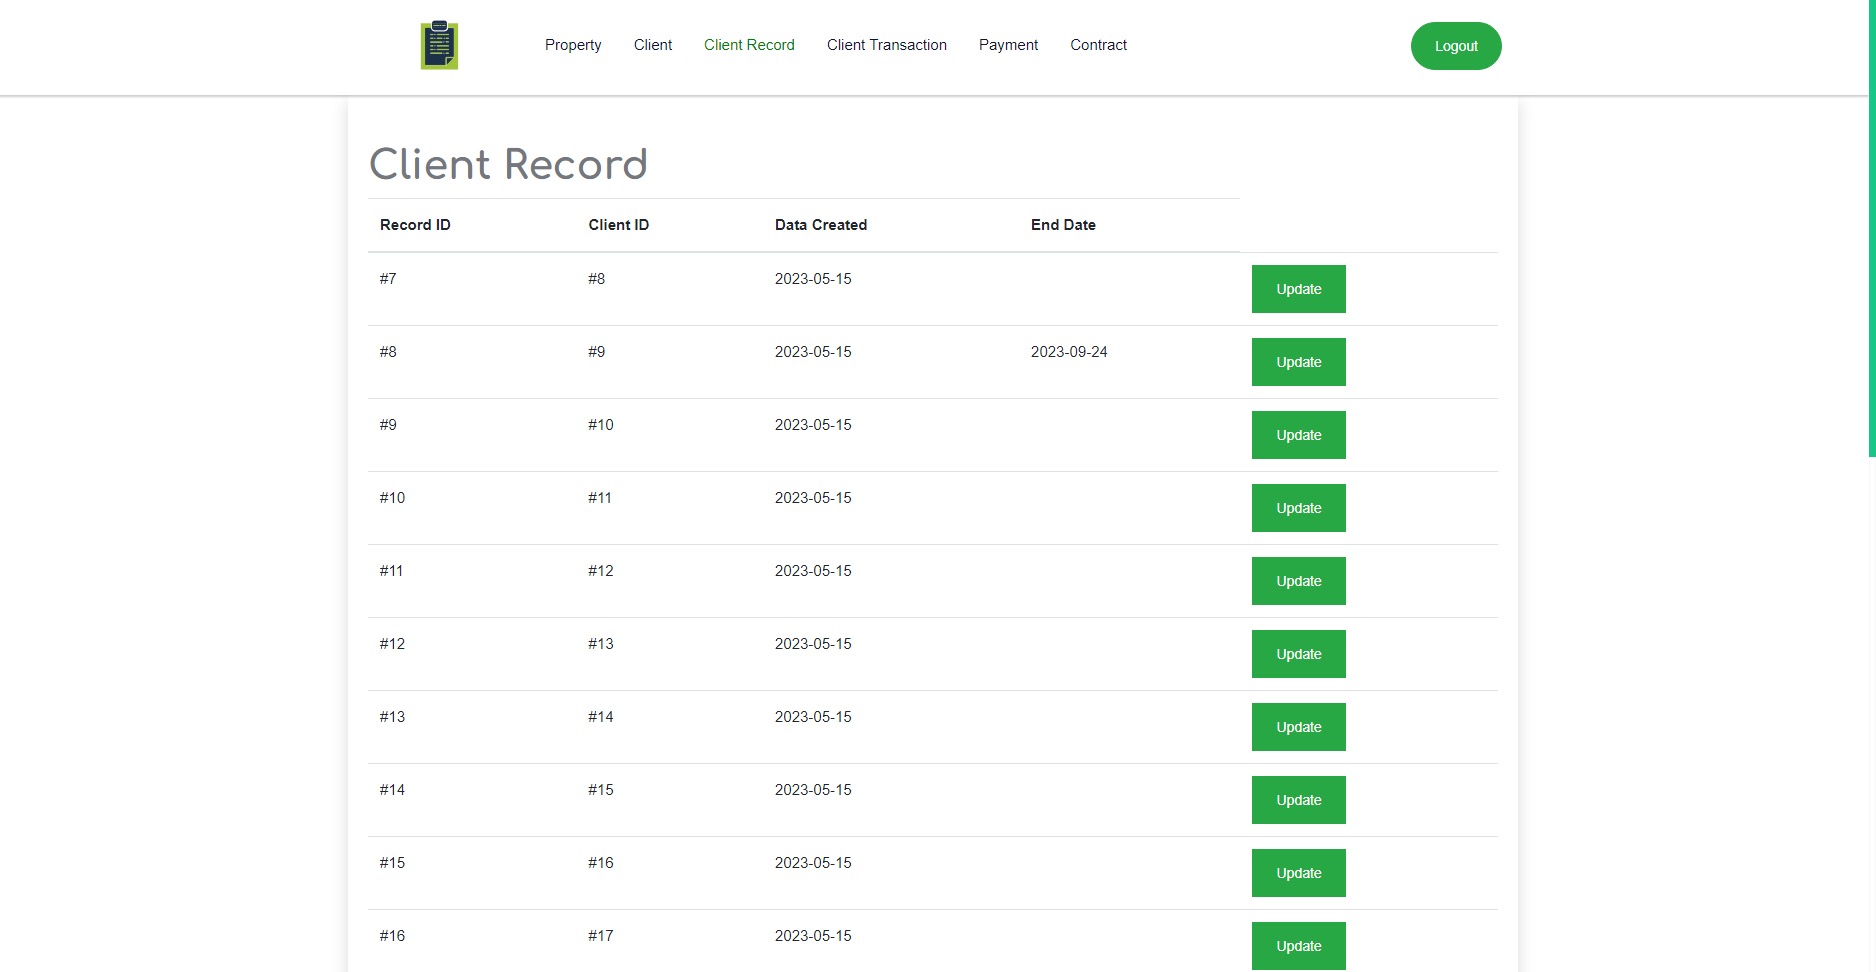 Property Client Client Record Client Transaction Payment Contract Logout
Client Record
Record ID Client ID Data Created End Date
#7 #8 2023-05-15 Update
#8 #9 2023-05-15 2023-09-24 Update
#9 #10 2023-05-15 Update
#10 #11 2023-05-15 Update
#11 #12 2023-05-15 Update
#12 #13 2023-05-15 Update
#13 #14 2023-05-15 Update
#14 #15 2023-05-15 Update
#15 #16 2023-05-15 Update
#16 #17 2023-05-15 Update